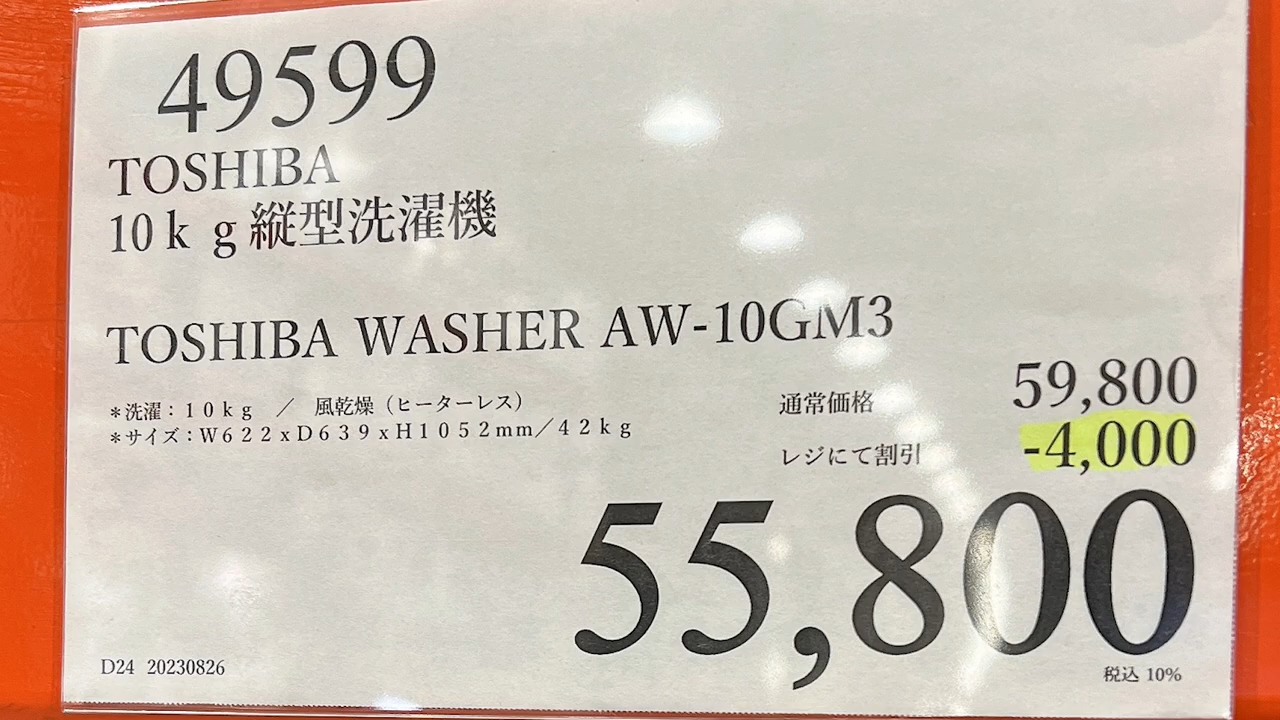 49599
TOSHIBA
10ｋｇ縦型洗濯機
TOSHIBA WASHER AW-10GM3
＊洗濯：１０ｋｇ　／　風乾燥（ヒーターレス）
＊サイズ：Ｗ６２２ｘＤ６３９ｘＨ１０５２ｍｍ／４２ｋｇ
通常価格 59,800
レジにて割引 -4,000
55,800
D24 20230826
税込 10%